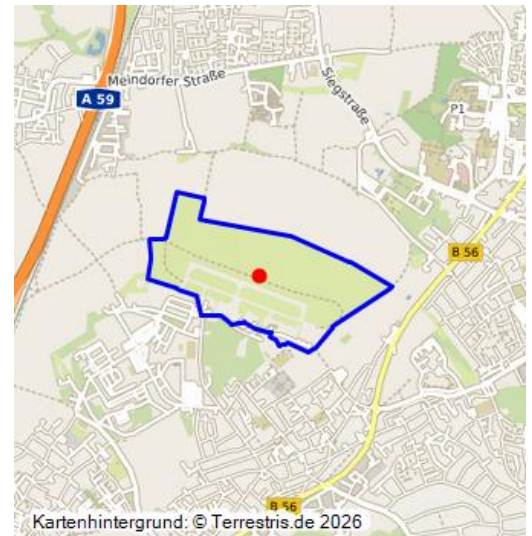 Meindorfer Straße
A 59
Siegstraße
P1
B 56
B 56
Kartenhintergrund: © Terrestris.de 2026